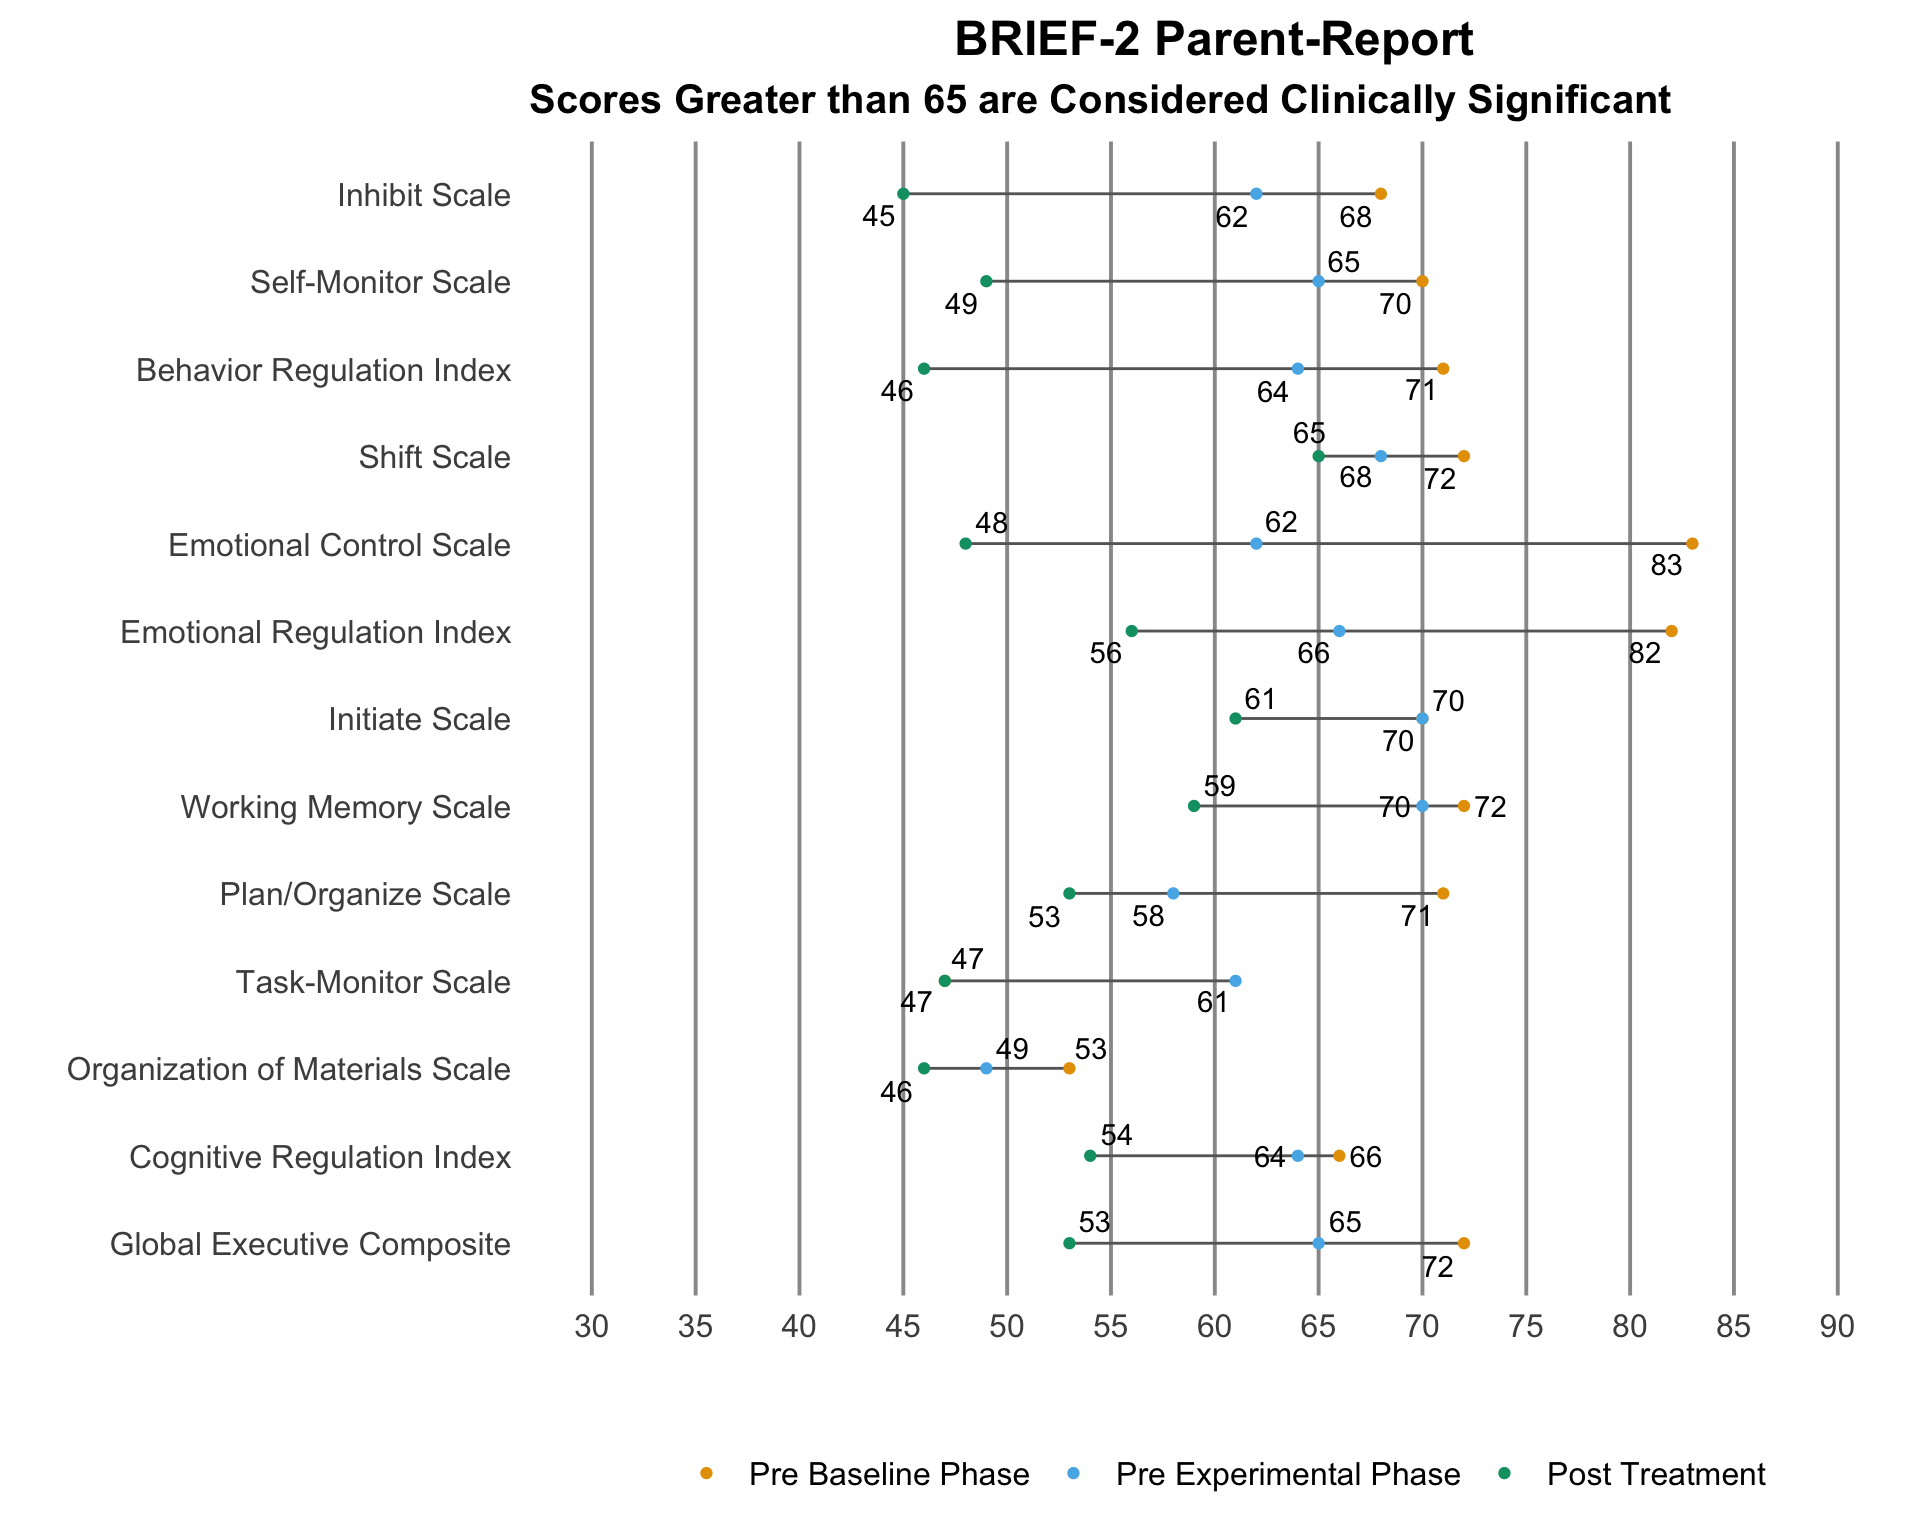 BRIEF-2 Parent-Report
Scores Greater than 65 are Considered Clinically Significant
Inhibit Scale
45 62 68
Self-Monitor Scale
49 65 70
Behavior Regulation Index
46 64 71
Shift Scale
65 68 72
Emotional Control Scale
48 62 83
Emotional Regulation Index
56 66 82
Initiate Scale
61 70 70
Working Memory Scale
59 70 72
Plan/Organize Scale
53 58 71
Task-Monitor Scale
47 47 61
Organization of Materials Scale
46 49 53
Cognitive Regulation Index
54 64 66
Global Executive Composite
53 65 72
30 35 40 45 50 55 60 65 70 75 80 85 90
Pre Baseline Phase Pre Experimental Phase Post Treatment